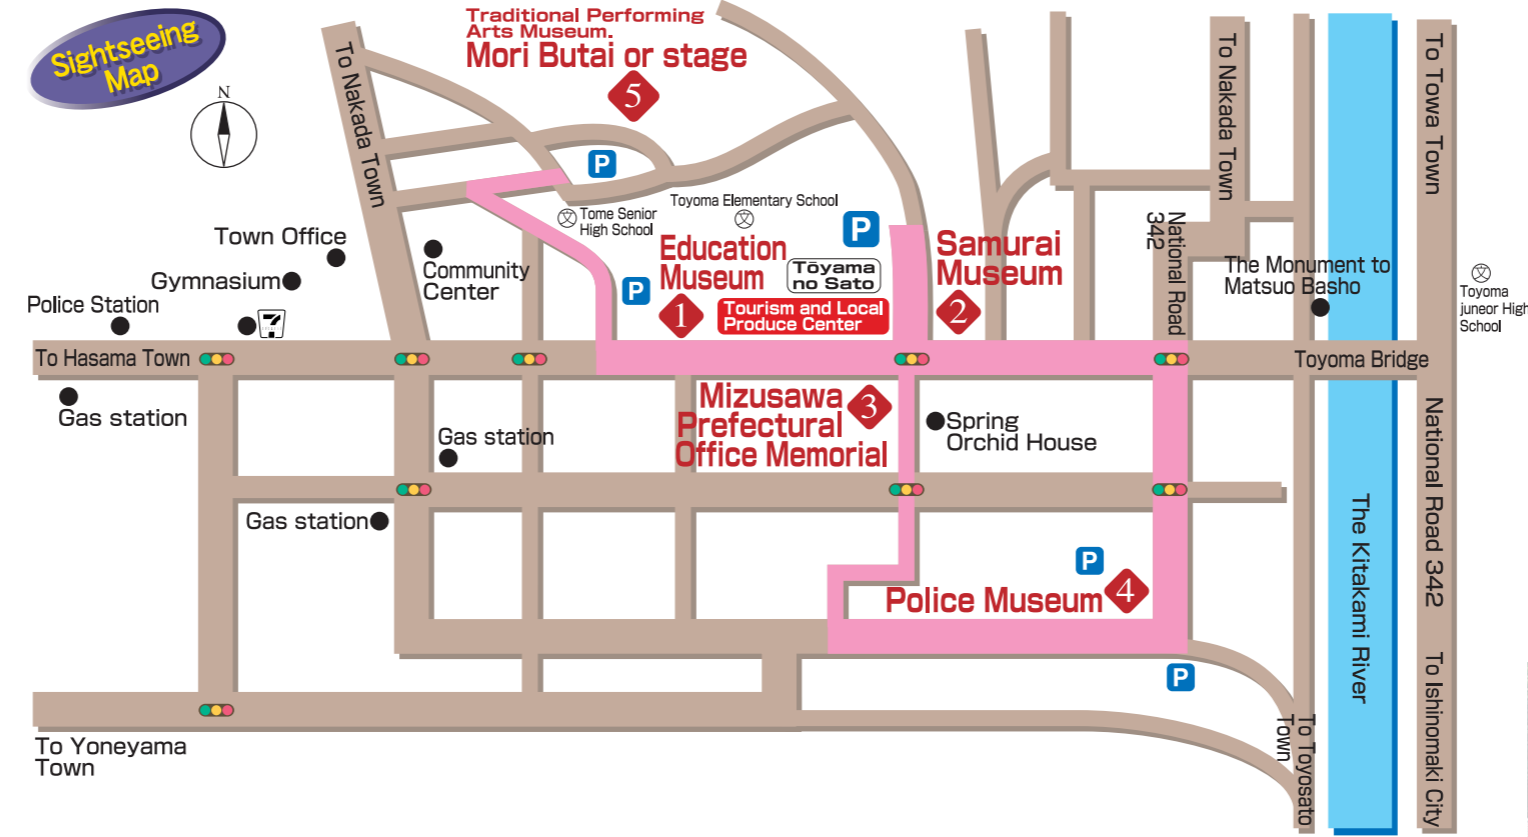 Sightseeing
Map
N
Traditional Performing
Arts Museum.
Mori Butai or stage
5
P
To Nakada Town
To Nakada Town
To Towa Town
Toyoma Elementary School
文
Tome Senior
High School
文
Town Office
Gymnasium
Police Station
7
Community
Center
P
Education
Museum
1
P
Tōyama
no Sato
Tourism and Local
Produce Center
Samurai
Museum
2
National Road
342
The Monument to
Matsuo Basho
文
Toyoma
juneor High
School
To Hasama Town
Toyoma Bridge
Gas station
Gas station
Gas station
Mizusawa
Prefectural
Office Memorial
3
Spring
Orchid House
P
Police Museum
4
P
The Kitakami River
National Road 342
To Ishinomaki City
To Toyosato
Town
To Yoneyama
Town